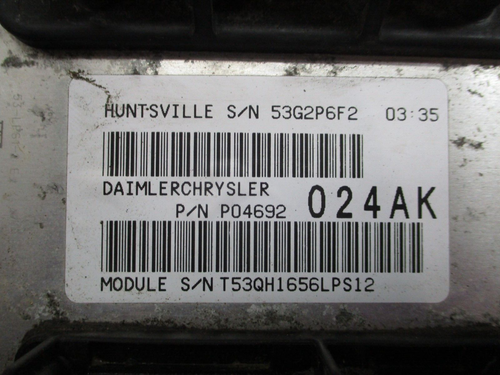 HUNTSVILLE S/N 53G2P6F2 03:35
DAIMLERCHRYSLER
P/N P04692 024AK
MODULE S/N T53QH1656LPS12